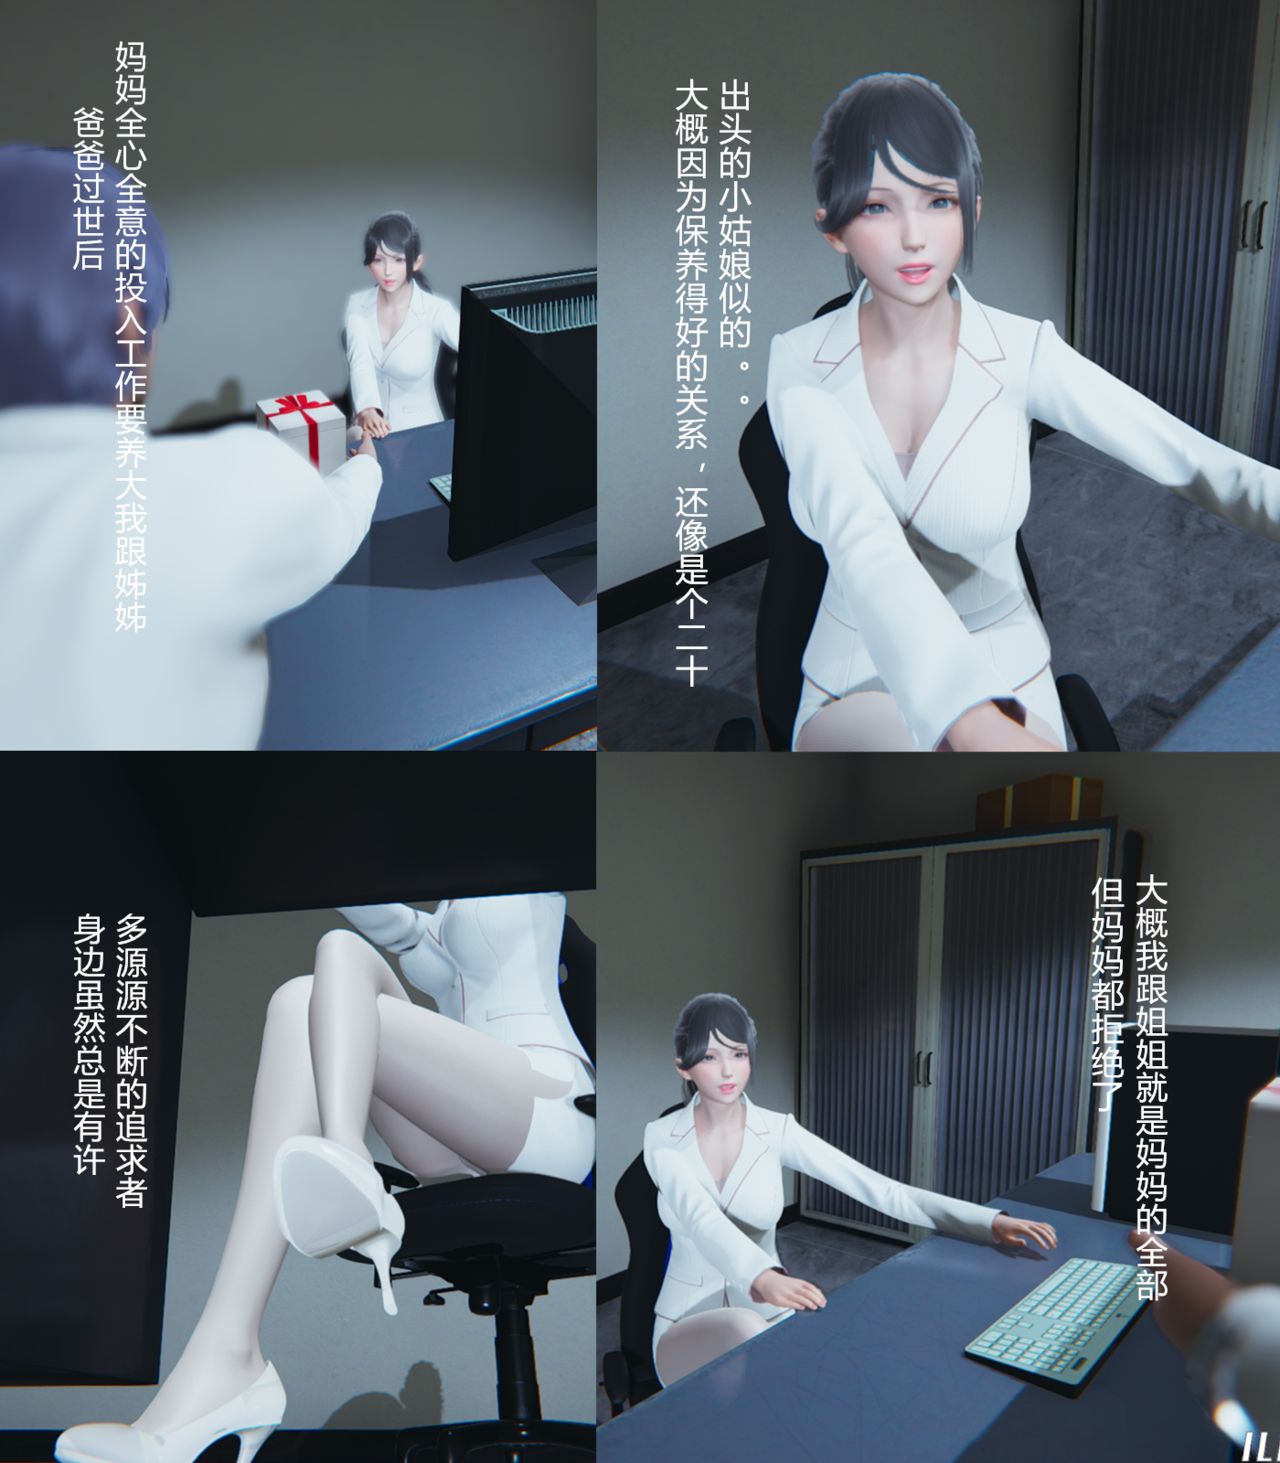 爸爸过世后
妈妈全心全意的投入工作要养大我跟姊姊
大概因为保养得好的关系，还像是个二十
出头的小姑娘似的。。
身边虽然总是有许
多源源不断的追求者
但妈妈都拒绝了
大概我跟姐姐就是妈妈的全部